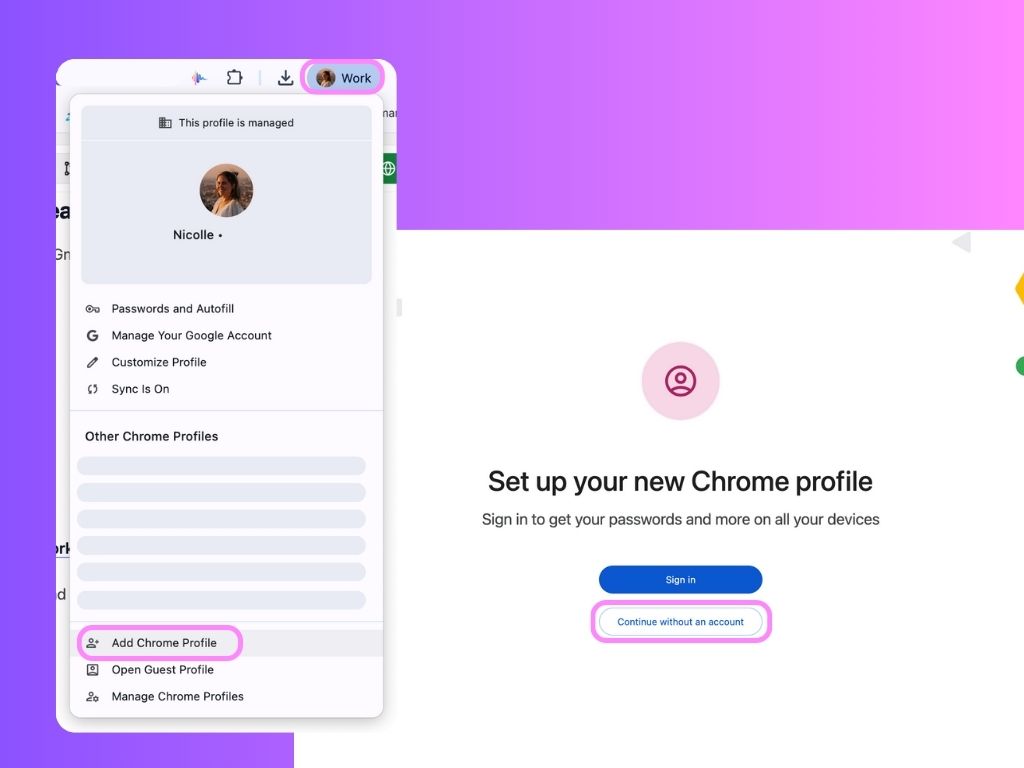 Work
This profile is managed
Nicolle •
Passwords and Autofill
Manage Your Google Account
Customize Profile
Sync Is On
Other Chrome Profiles
Add Chrome Profile
Open Guest Profile
Manage Chrome Profiles
Set up your new Chrome profile
Sign in to get your passwords and more on all your devices
Sign in
Continue without an account